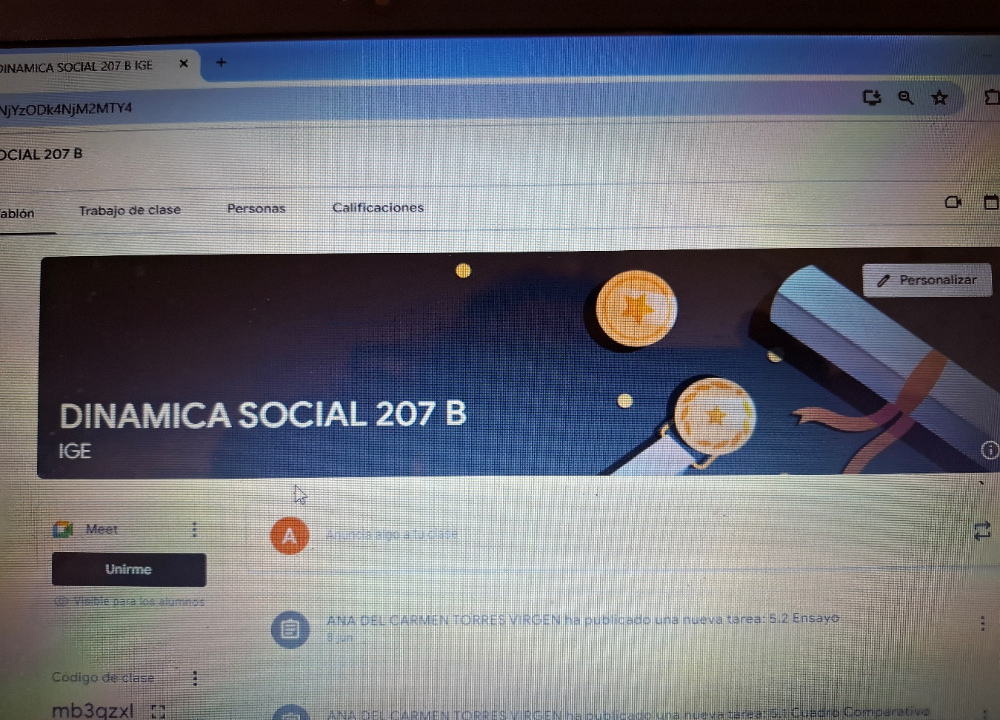 DINAMICA SOCIAL 207 B IGE
NjYzODk4NjM2MTY4
OCIAL 207 B
Tablón
Trabajo de clase
Personas
Calificaciones
Personalizar
DINAMICA SOCIAL 207 B
IGE
Meet
A
Anuncia algo a tu clase
Unirme
Visible para los alumnos
ANA DEL CARMEN TORRES VIRGEN ha publicado una nueva tarea: 5.2 Ensayo
8 jun
Código de clase
mb3qzxl
ANA DEL CARMEN TORRES VIRGEN ha publicado una nueva tarea: 5.1 Cuadro Comparativo